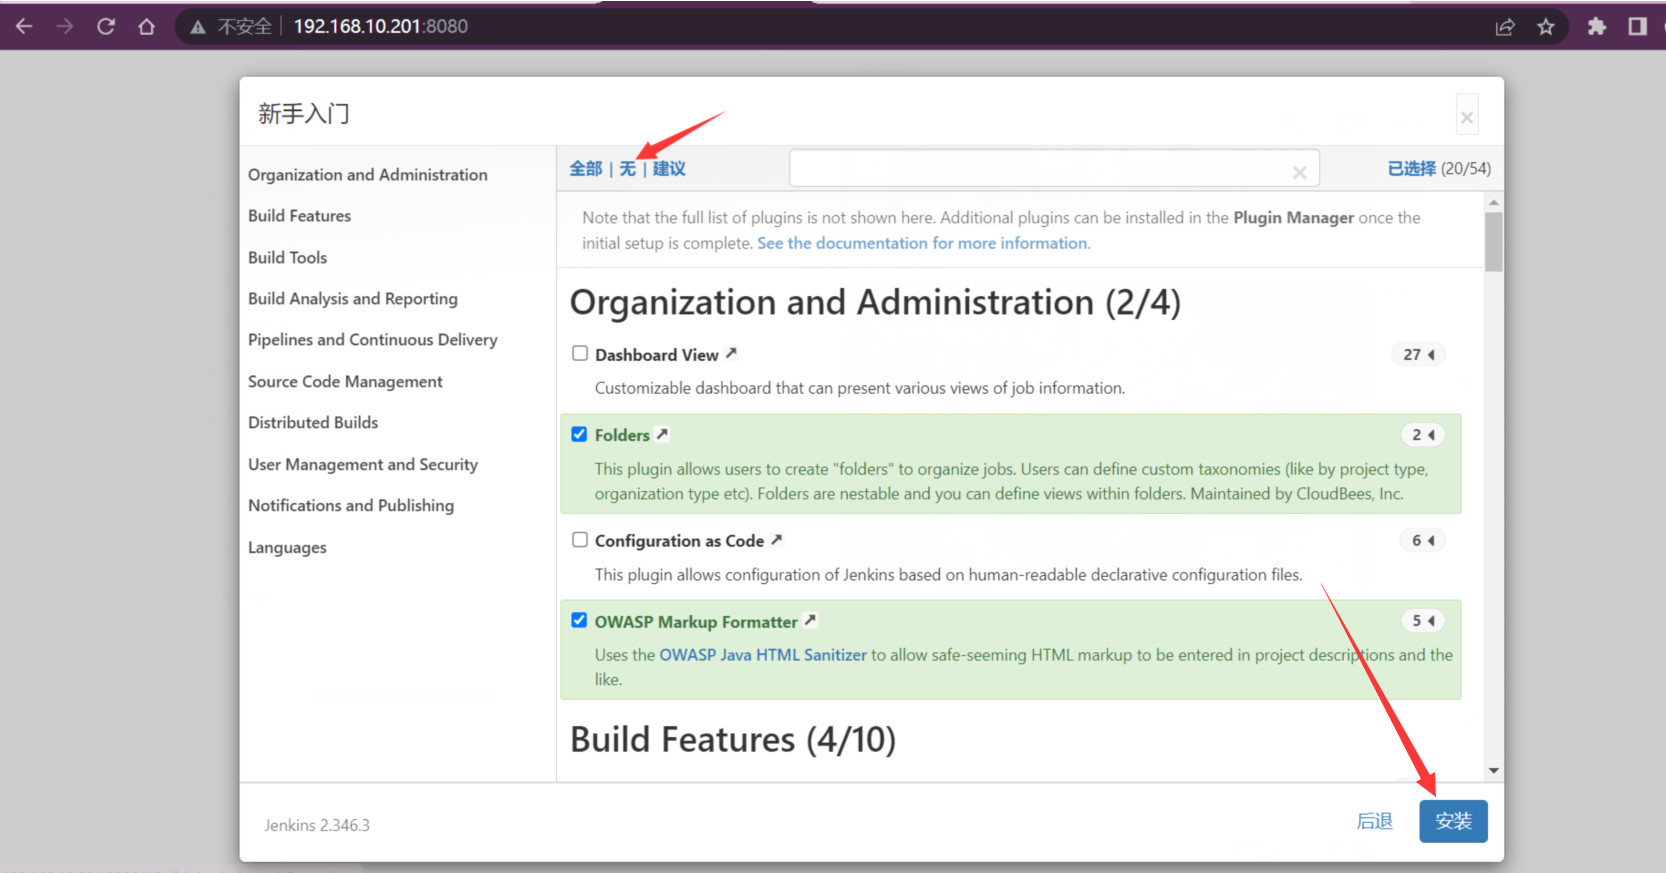 不安全 | 192.168.10.201:8080
新手入门
Organization and Administration
Build Features
Build Tools
Build Analysis and Reporting
Pipelines and Continuous Delivery
Source Code Management
Distributed Builds
User Management and Security
Notifications and Publishing
Languages
全部 | 无 | 建议
已选择 (20/54)
Note that the full list of plugins is not shown here. Additional plugins can be installed in the Plugin Manager once the
initial setup is complete. See the documentation for more information.
Organization and Administration (2/4)
Dashboard View 27
Customizable dashboard that can present various views of job information.
Folders 2
This plugin allows users to create "folders" to organize jobs. Users can define custom taxonomies (like by project type,
organization type etc). Folders are nestable and you can define views within folders. Maintained by CloudBees, Inc.
Configuration as Code 6
This plugin allows configuration of Jenkins based on human-readable declarative configuration files.
OWASP Markup Formatter 5
Uses the OWASP Java HTML Sanitizer to allow safe-seeming HTML markup to be entered in project descriptions and the
like.
Build Features (4/10)
Jenkins 2.346.3
后退
安装